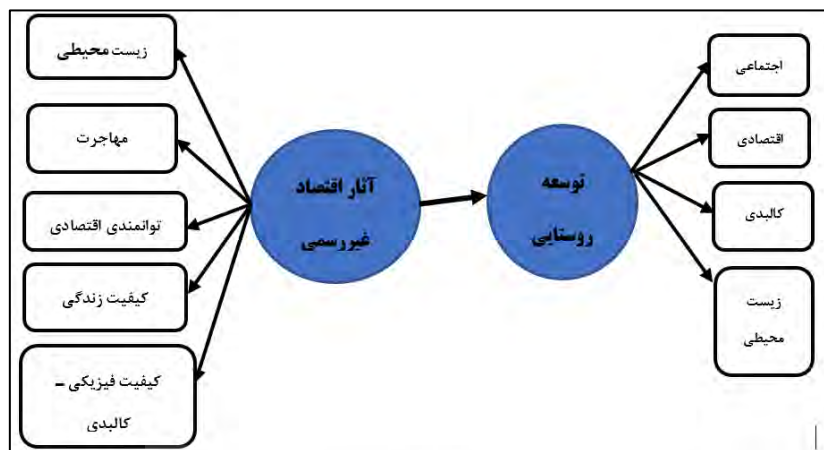 زیست محیطی
مهاجرت
توانمندی اقتصادی
کیفیت زندگی
کیفیت فیزیکی –
کالبدی
آثار اقتصاد
غیررسمی
توسعه
روستایی
اجتماعی
اقتصادی
کالبدی
زیست
محیطی